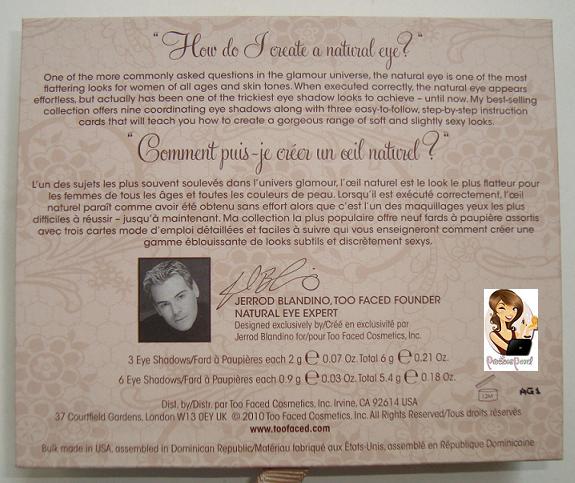 "How do I create a natural eye?"
One of the more commonly asked questions in the glamour universe, the natural eye is one of the most
flattering looks for women of all ages and skin tones. When executed correctly, the natural eye appears
effortless, but actually has been one of the trickiest eye shadow looks to achieve – until now. My best-selling
collection offers nine coordinating eye shadows along with three easy-to-follow, step-by-step instruction
cards that will teach you how to create a gorgeous range of soft and slightly sexy looks.
"Comment puis-je créer un œil naturel?"
L'un des sujets les plus souvent soulevés dans l'univers glamour, l'œil naturel est le look le plus flatteur pour
les femmes de tous les âges et toutes les couleurs de peau. Lorsqu'il est exécuté correctement, l'œil
naturel paraît comme avoir été obtenu sans effort alors que c'est l'un des maquillages yeux les plus
difficiles à réussir – jusqu'à maintenant. Ma collection la plus populaire offre neuf fards à paupière assortis
avec trois cartes mode d'emploi détaillées et faciles à suivre qui vous enseigneront comment créer une
gamme éblouissante de looks subtils et discrètement sexys.
JERROD BLANDINO, TOO FACED FOUNDER
NATURAL EYE EXPERT
Designed exclusively by/Créé en exclusivité par
Jerrod Blandino for/pour Too Faced Cosmetics, Inc.
3 Eye Shadows/Fard à Paupières each 2 g ℮ 0.07 Oz. Total 6 g ℮ 0.21 Oz.
6 Eye Shadows/Fard à Paupières each 0.9 g ℮ 0.03 Oz. Total 5.4 g ℮ 0.18 Oz.
12M
AG1
Dist. by/Distr. par Too Faced Cosmetics, Inc. Irvine, CA 92614 USA
37 Courtfield Gardens, London W13 0EY UK © 2010 Too Faced Cosmetics, Inc. All Rights Reserved/Tous droits réservés
www.toofaced.com
Bulk made in USA, assembled in Dominican Republic/Matériau fabriqué aux États-Unis, assemblé en République Dominicaine